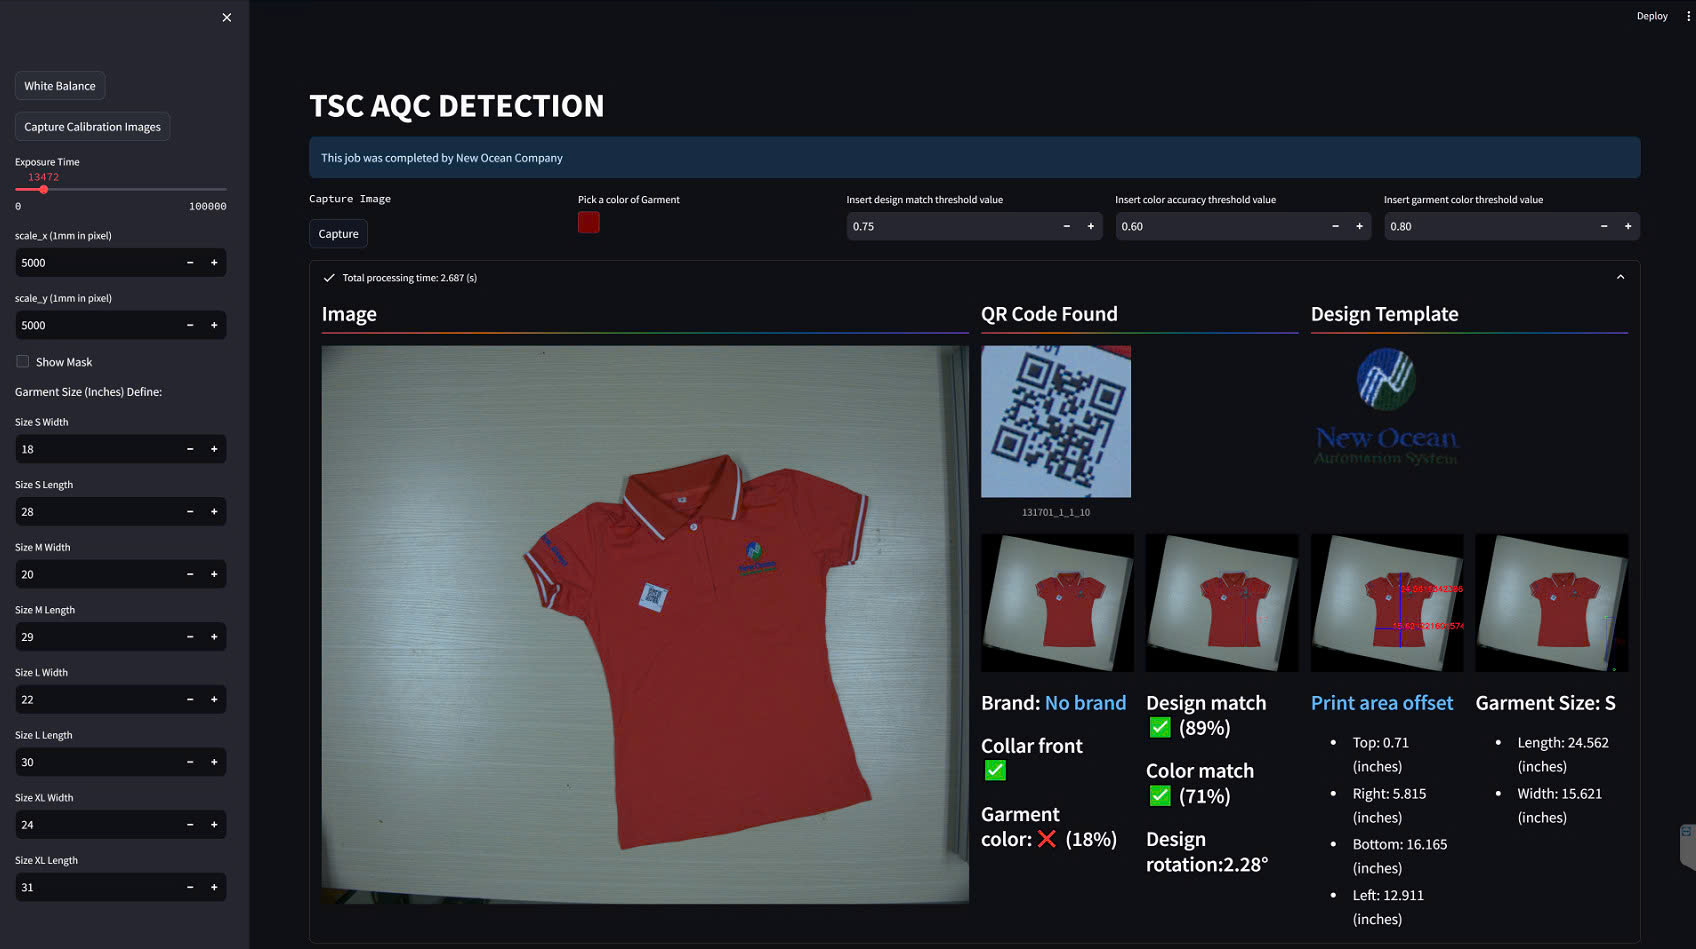 Deploy
White Balance
Capture Calibration Images
Exposure Time
13472
0 100000
scale_x (1mm in pixel)
5000
scale_y (1mm in pixel)
5000
Show Mask
Garment Size (Inches) Define:
Size S Width
18
Size S Length
28
Size M Width
20
Size M Length
29
Size L Width
22
Size L Length
30
Size XL Width
24
Size XL Length
31
TSC AQC DETECTION
This job was completed by New Ocean Company
Capture Image
Capture
Pick a color of Garment
Insert design match threshold value
0.75
Insert color accuracy threshold value
0.60
Insert garment color threshold value
0.80
Total processing time: 2.687 (s)
Image
New Ocean
QR Code Found
131701_1_1_10
Design Template
New Ocean
Automation System
Brand: No brand
Collar front
Garment
color: ❌ (18%)
Design match
✅ (89%)
Color match
✅ (71%)
Design
rotation:2.28°
Print area offset
Top: 0.71
(inches)
Right: 5.815
(inches)
Bottom: 16.165
(inches)
Left: 12.911
(inches)
Garment Size: S
Length: 24.562
(inches)
Width: 15.621
(inches)